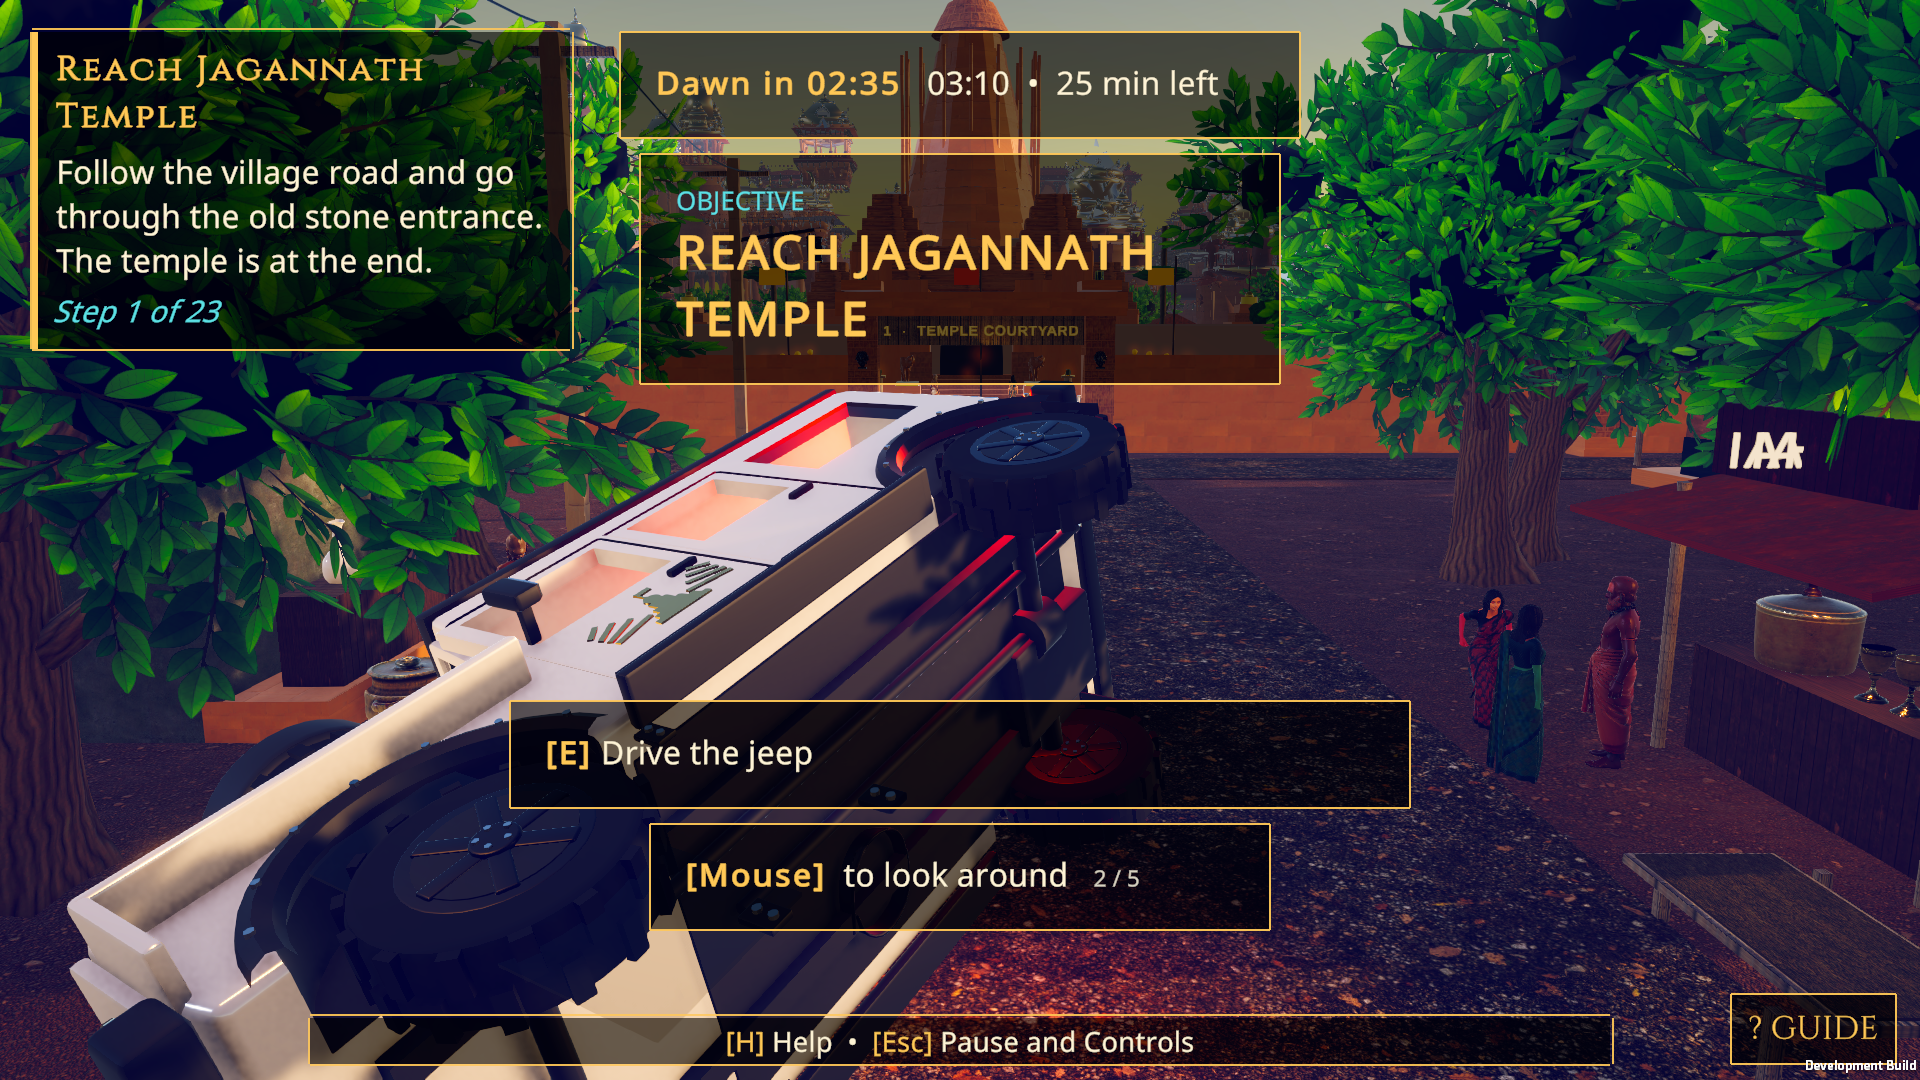 REACH JAGANNATH
TEMPLE
Follow the village road and go
through the old stone entrance.
The temple is at the end.
Step 1 of 23
Dawn in 02:35 03:10 • 25 min left
OBJECTIVE
REACH JAGANNATH
TEMPLE
1 · TEMPLE COURTYARD
[E] Drive the jeep
[Mouse] to look around 2 / 5
[H] Help • [Esc] Pause and Controls
? GUIDE
Development Build